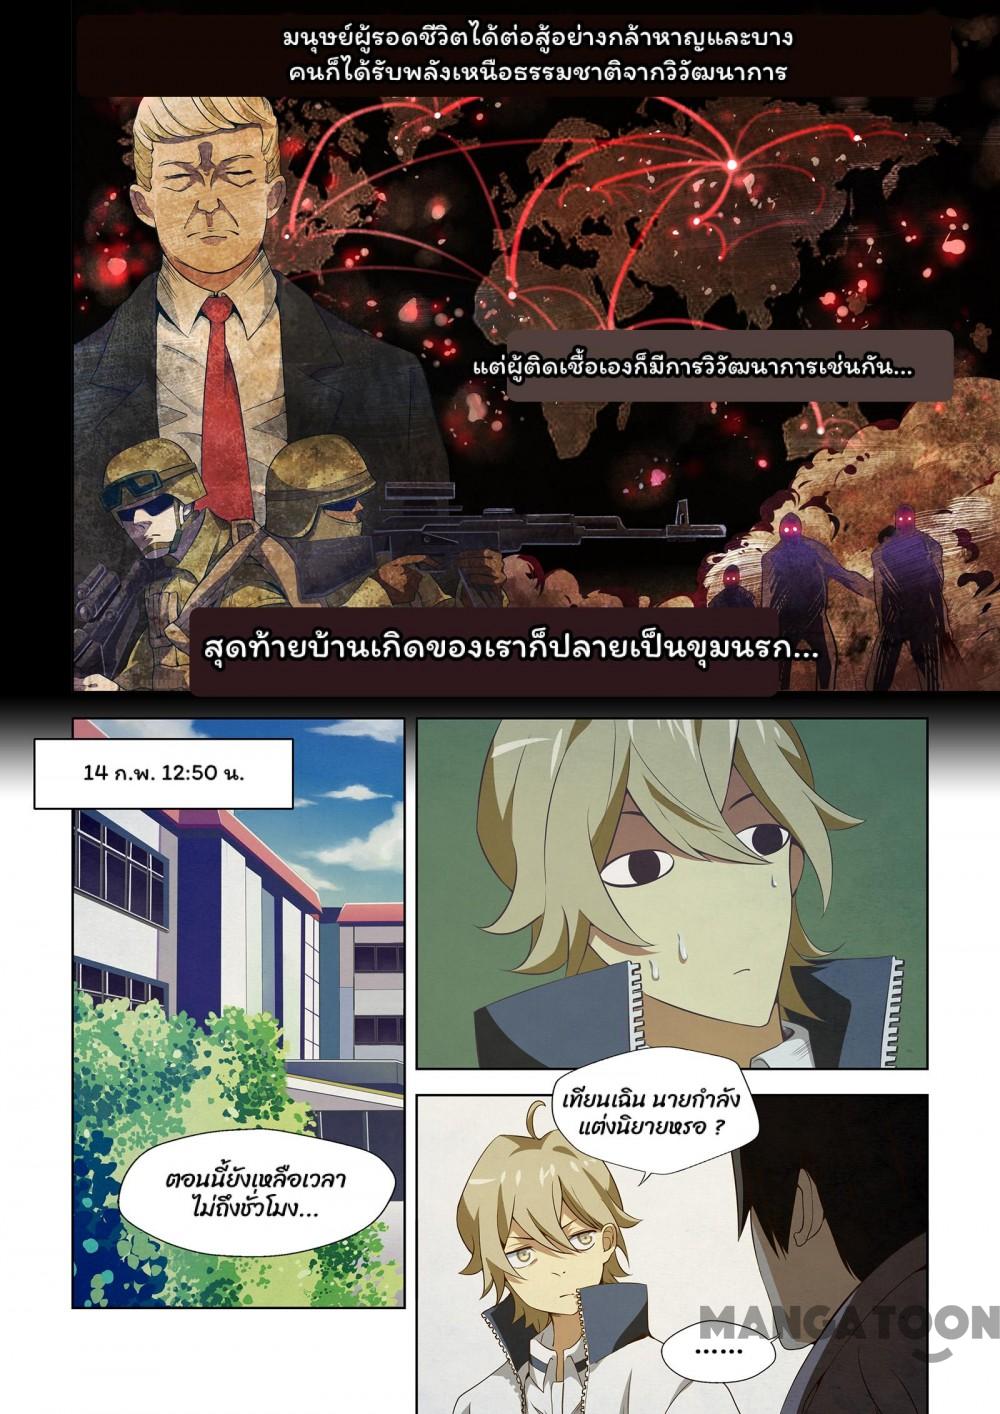 มนุษย์ผู้รอดชีวิตได้ต่อสู้อย่างกล้าหาญและบาง
คนก็ได้รับพลังเหนือธรรมชาติจากวิวัฒนาการ
แต่ผู้ติดเชื้อเองก็มีการวิวัฒนาการเช่นกัน...
สุดท้ายบ้านเกิดของเราก็ปลายเป็นขุมนรก...
14 ก.พ. 12:50 น.
ตอนนี้ยังเหลือเวลา
ไม่ถึงชั่วโมง...
เทียนเฉิน นายกำลัง
แต่งนิยายหรอ ?
......
MANGATOON